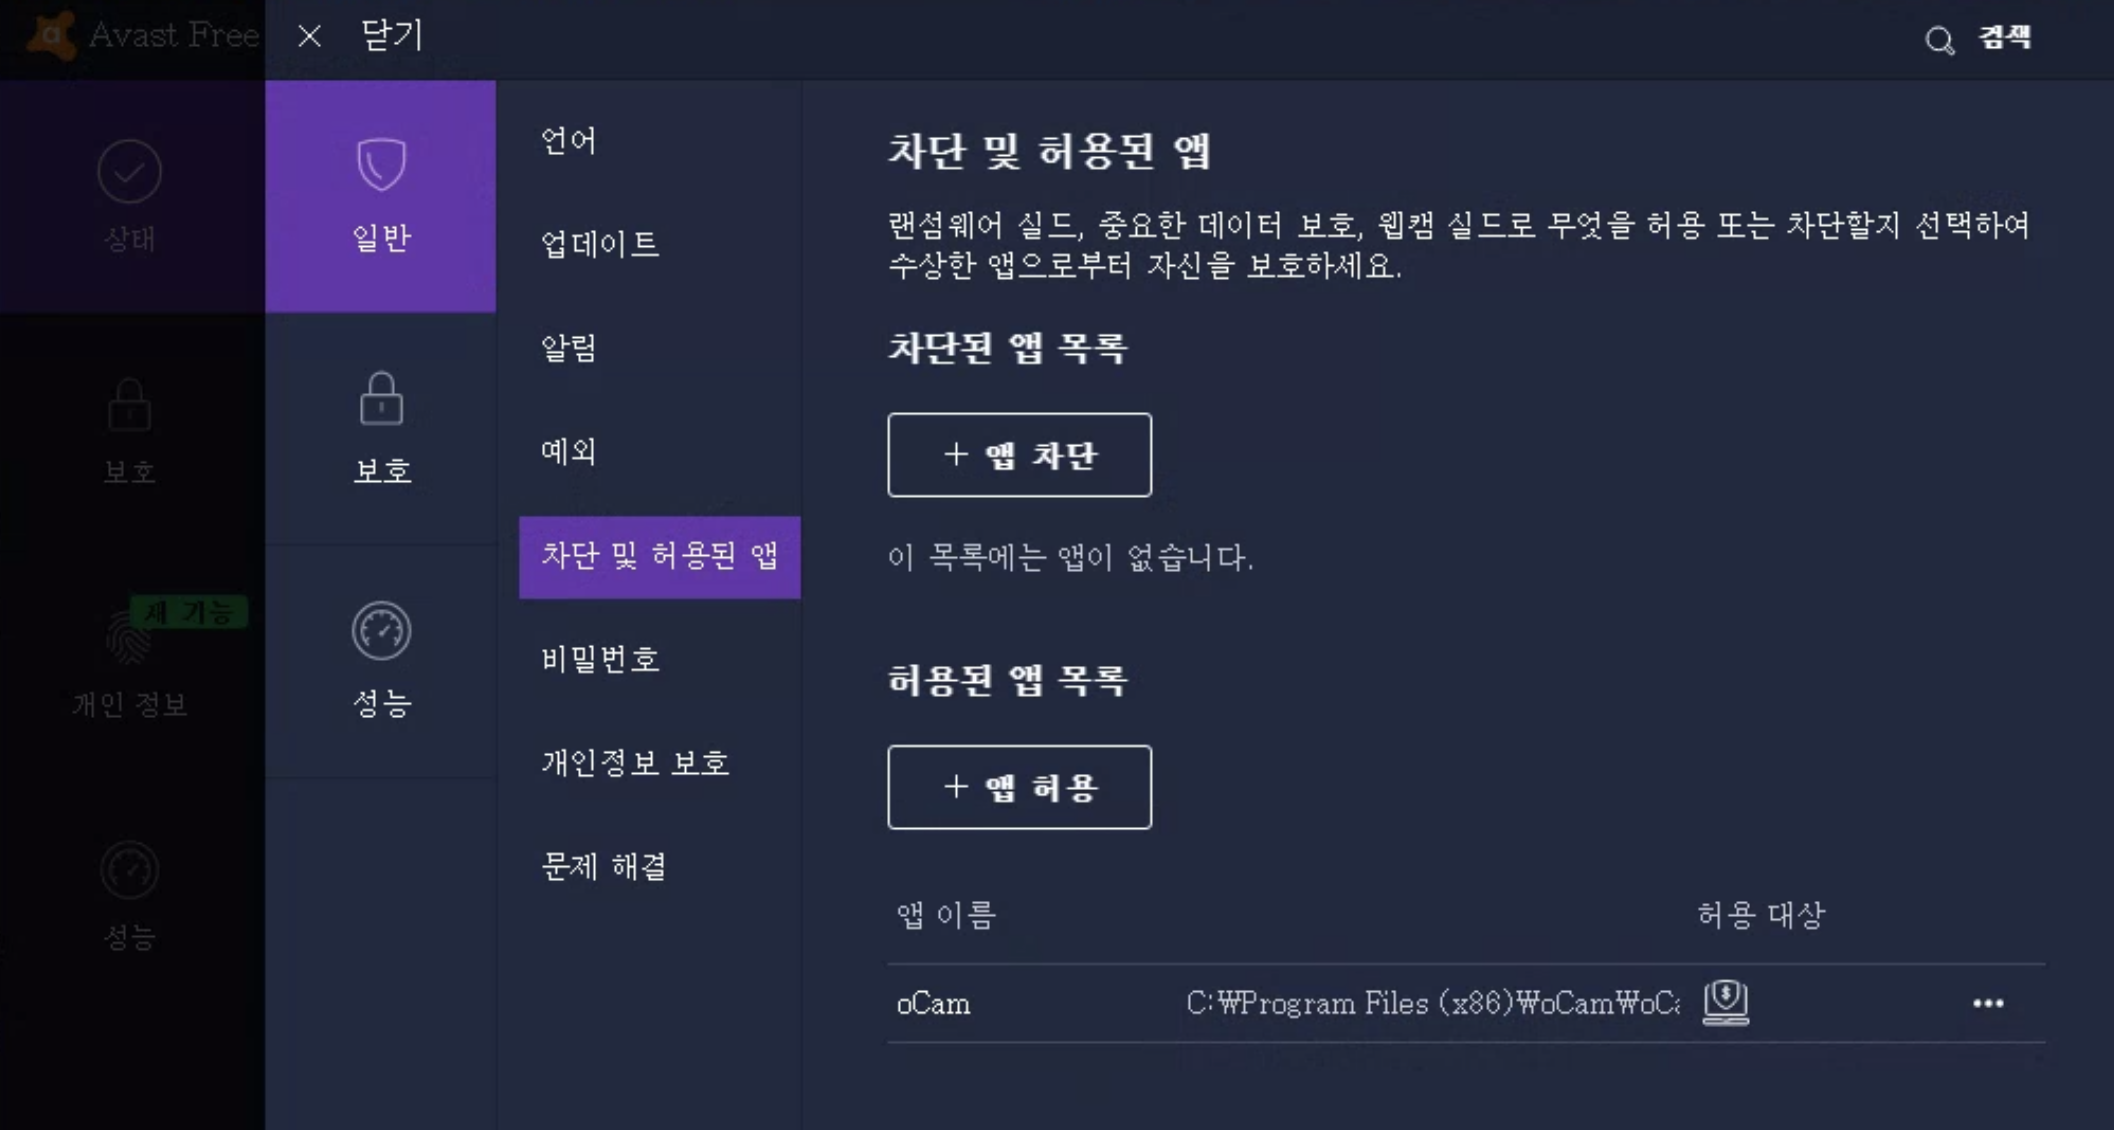 Avast Free
닫기
검색
상태
보호
재 기능
개인 정보
성능
일반
보호
성능
언어
업데이트
알림
예외
차단 및 허용된 앱
비밀번호
개인정보 보호
문제 해결
차단 및 허용된 앱
랜섬웨어 실드, 중요한 데이터 보호, 웹캠 실드로 무엇을 허용 또는 차단할지 선택하여
수상한 앱으로부터 자신을 보호하세요.
차단된 앱 목록
+ 앱 차단
이 목록에는 앱이 없습니다.
허용된 앱 목록
+ 앱 허용
앱 이름 허용 대상
oCam C:₩Program Files (x86)₩oCam₩oCa